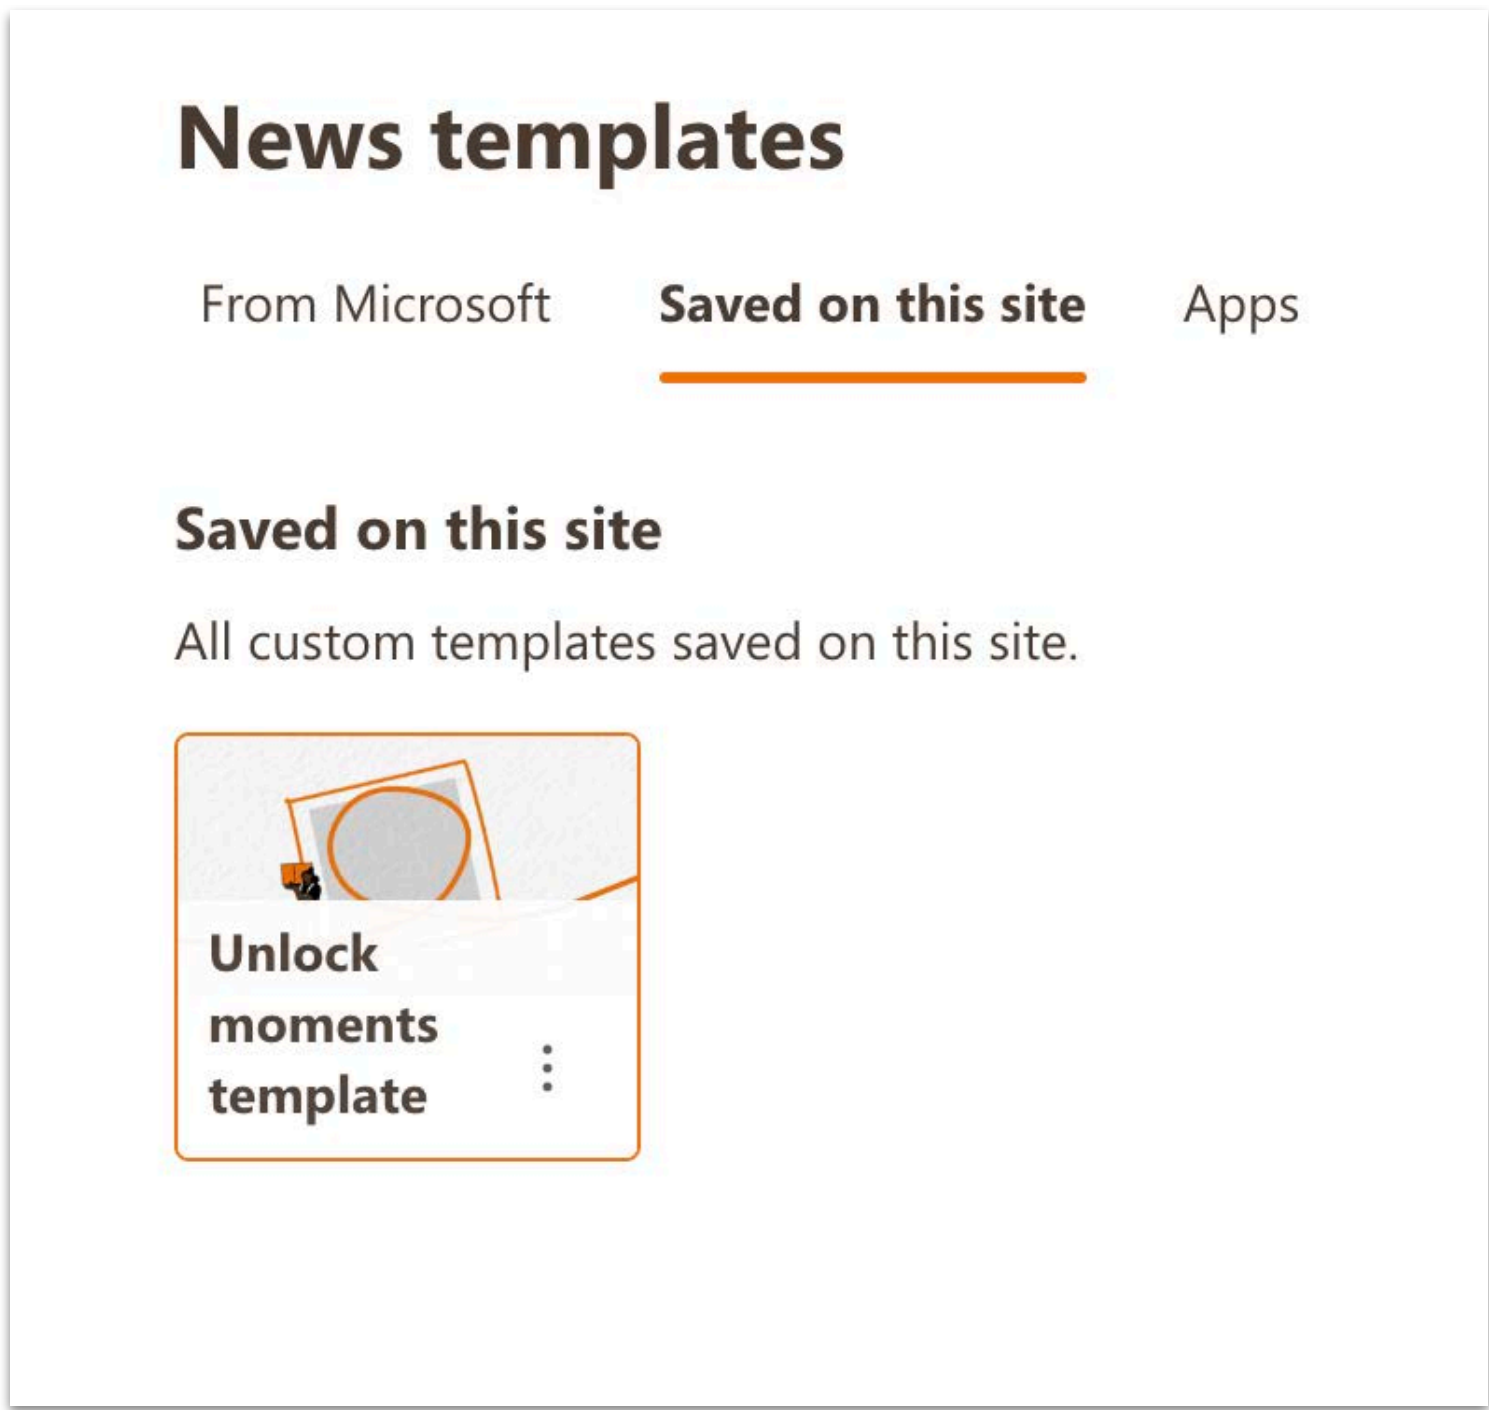 News templates
From Microsoft
Saved on this site
Apps
Saved on this site
All custom templates saved on this site.
Unlock
moments
template